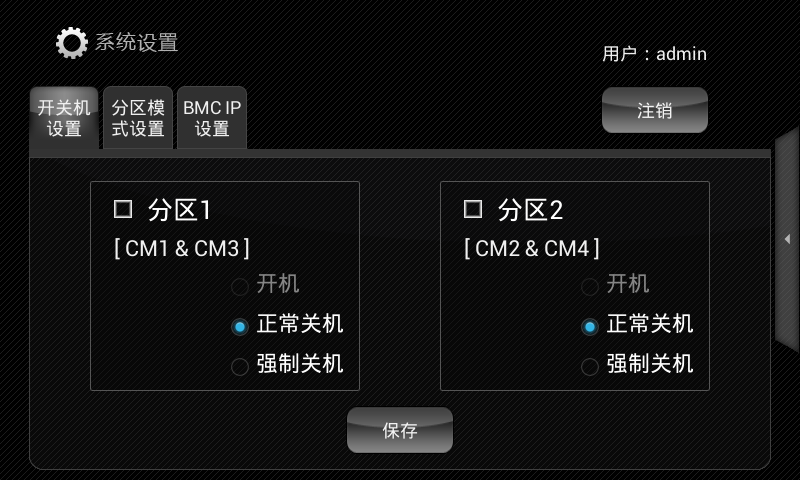 系统设置
用户：admin
开关机
设置
分区模
式设置
BMC IP
设置
注销
分区1
[ CM1 & CM3 ]
开机
正常关机
强制关机
分区2
[ CM2 & CM4 ]
开机
正常关机
强制关机
保存